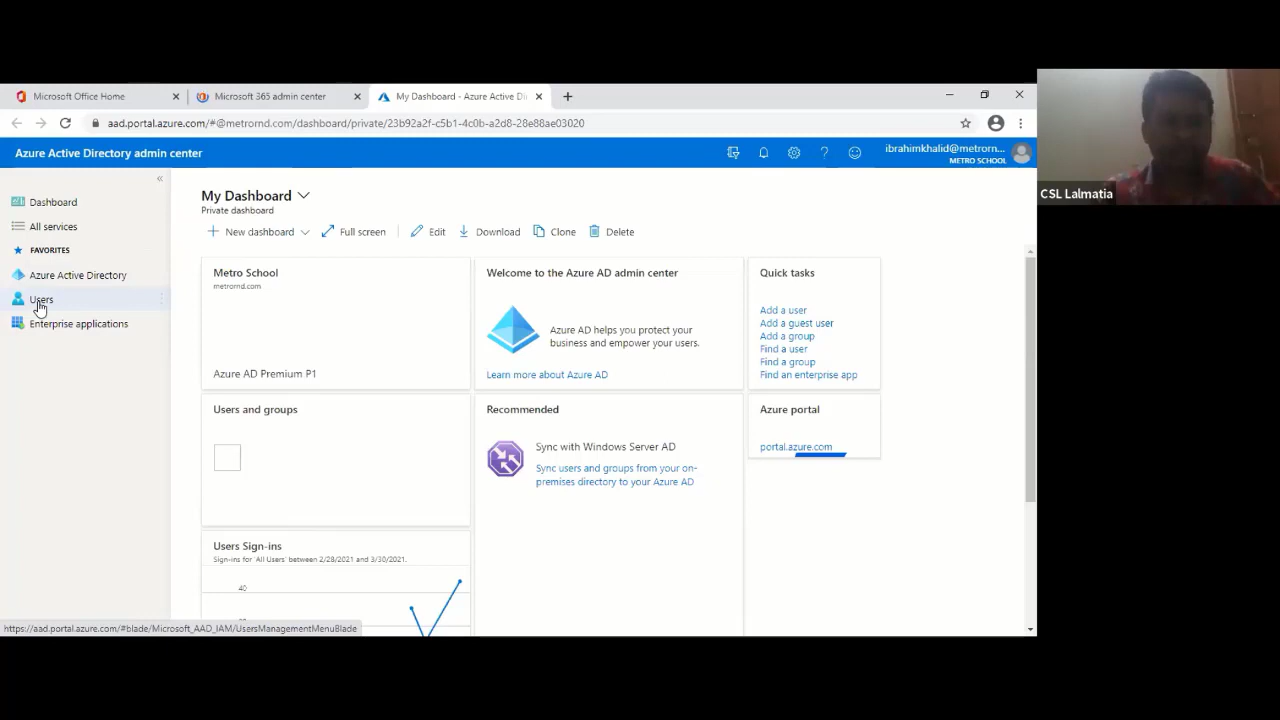 Microsoft Office Home
Microsoft 365 admin center
My Dashboard - Azure Active Di
aad.portal.azure.com/#@metrornd.com/dashboard/private/23b92a2f-c5b1-4c0b-a2d8-28e88ae03020
Azure Active Directory admin center
ibrahimkhalid@metrorn...
METRO SCHOOL
CSL Lalmatia
Dashboard
All services
FAVORITES
Azure Active Directory
Users
Enterprise applications
My Dashboard
Private dashboard
New dashboard
Full screen
Edit
Download
Clone
Delete
Metro School
metrornd.com
Azure AD Premium P1
Welcome to the Azure AD admin center
Azure AD helps you protect your
business and empower your users.
Learn more about Azure AD
Quick tasks
Add a user
Add a guest user
Add a group
Find a user
Find a group
Find an enterprise app
Users and groups
Recommended
Sync with Windows Server AD
Sync users and groups from your on-
premises directory to your Azure AD
Azure portal
portal.azure.com
Users Sign-ins
Sign-ins for 'All Users' between 2/28/2021 and 3/30/2021.
40
https://aad.portal.azure.com/#blade/Microsoft_AAD_IAM/UsersManagementMenuBlade